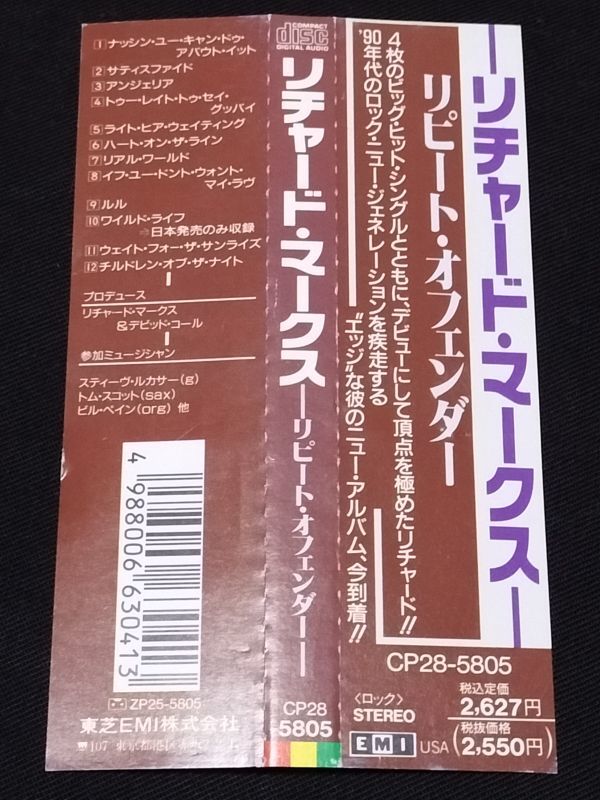 リチャード・マークス
リピート・オフェンダー
4枚のビッグ・ヒット・シングルとともに、デビューにして頂点を極めたリチャード!!
'90年代のロック・ニュー・ジェネレーションを疾走する
"エッジ"な彼のニュー・アルバム、今到着!!
CP28-5805
〈ロック〉
STEREO
税込定価
2,627円
EMI
USA
税抜価格
(2,550円)
COMPACT
disc
DIGITAL AUDIO
リチャード・マークス
—リピート・オフェンダー—
CP28
-5805
1 ナッシン・ユー・キャン・ドゥ・
アバウト・イット
2 サティスファイド
3 アンジェリア
4 トゥー・レイト・トゥ・セイ・
グッバイ
5 ライト・ヒア・ウェイティング
6 ハート・オン・ザ・ライン
7 リアル・ワールド
8 イフ・ユー・ドント・ウォント・
マイ・ラヴ
9 ルル
10 ワイルド・ライフ
⇨日本発売のみ収録
11 ウェイト・フォー・ザ・サンライズ
12 チルドレン・オブ・ザ・ナイト
プロデュース
リチャード・マークス
&デビッド・コール
参加ミュージシャン
スティーヴ・ルカサー(g)
トム・スコット(sax)
ビル・ペイン(org) 他
4 988006 630413
ZP25-5805
東芝EMI株式会社
〒107 東京都港区赤坂